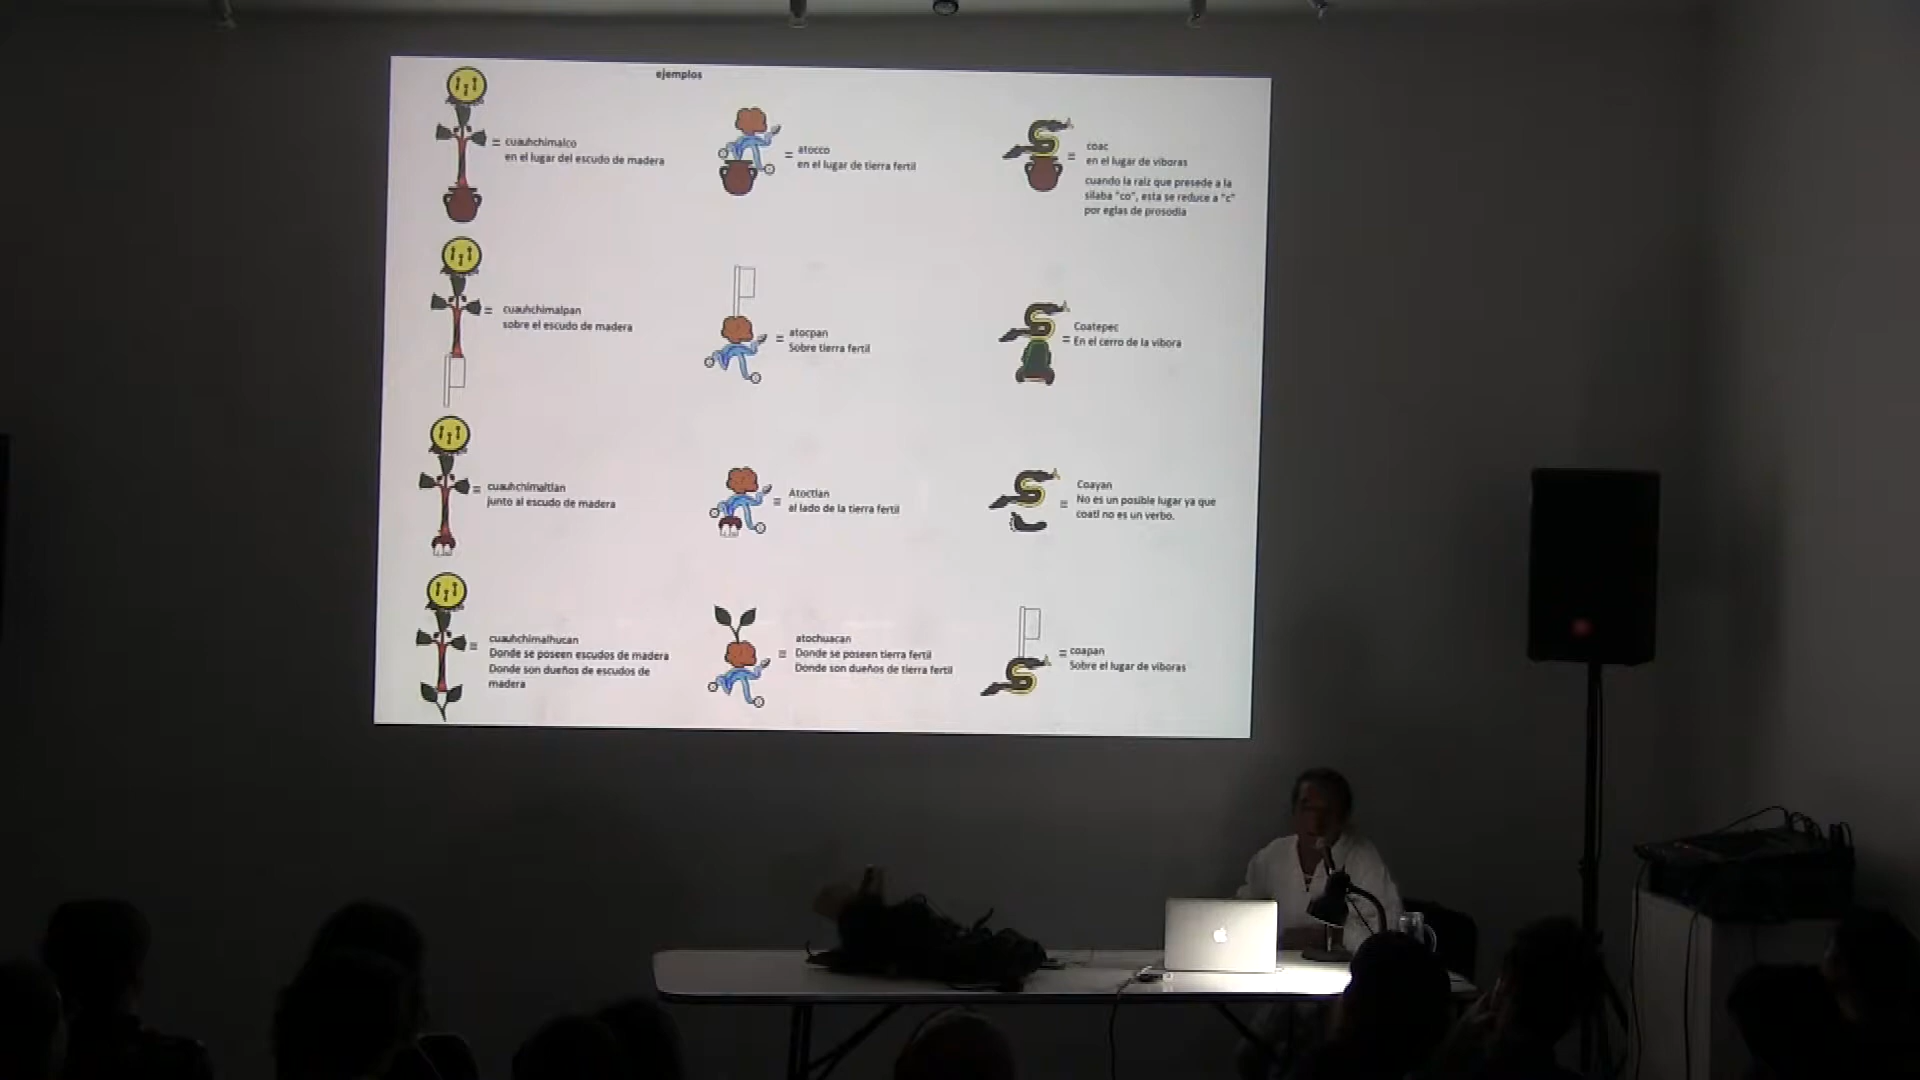 ejemplos
= cuauhchimalco
en el lugar del escudo de madera
= atocco
en el lugar de tierra fertil
= coac
en el lugar de viboras
cuando la raiz que presede a la
silaba "co", esta se reduce a "c"
por eglas de prosodia
= cuauhchimalpan
sobre el escudo de madera
= atocpan
Sobre tierra fertil
= Coatepec
En el cerro de la vibora
= cuauhchimaltlan
junto al escudo de madera
= Atoctlan
al lado de la tierra fertil
= Coayan
No es un posible lugar ya que
coatl no es un verbo.
= cuauhchimalhucan
Donde se poseen escudos de madera
Donde son dueños de escudos de
madera
= atochuacan
Donde se poseen tierra fertil
Donde son dueños de tierra fertil
= coapan
Sobre el lugar de viboras